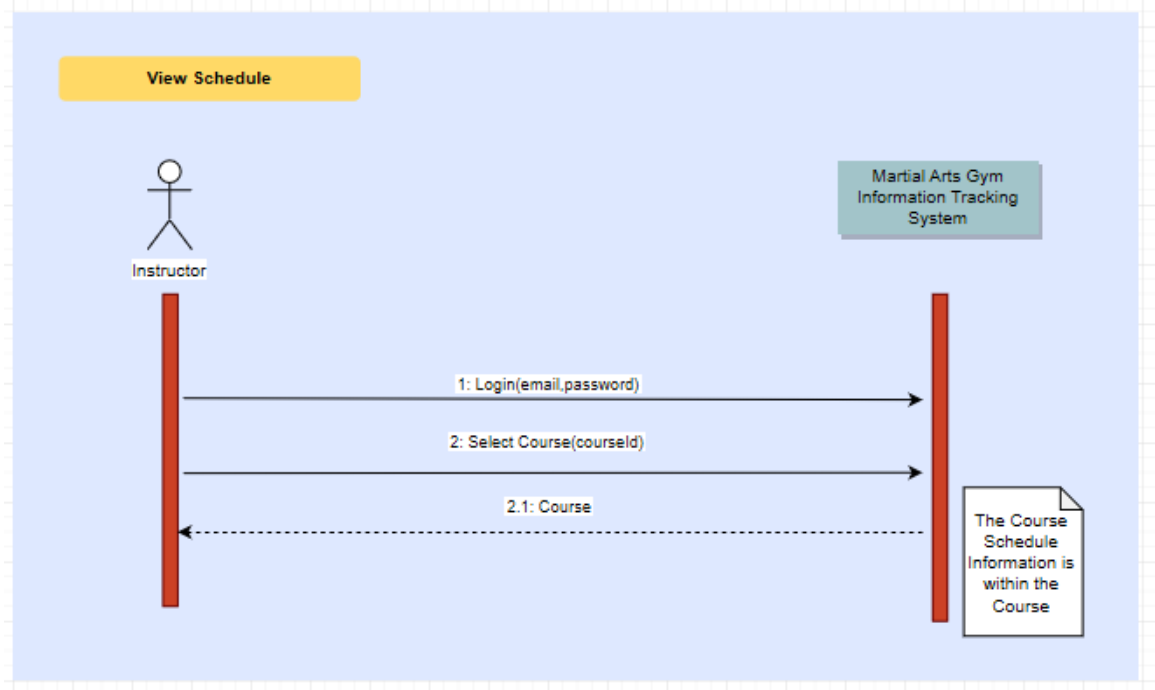 View Schedule
Martial Arts Gym
Information Tracking
System
Instructor
1: Login(email,password)
2: Select Course(courseId)
2.1: Course
The Course
Schedule
Information is
within the
Course